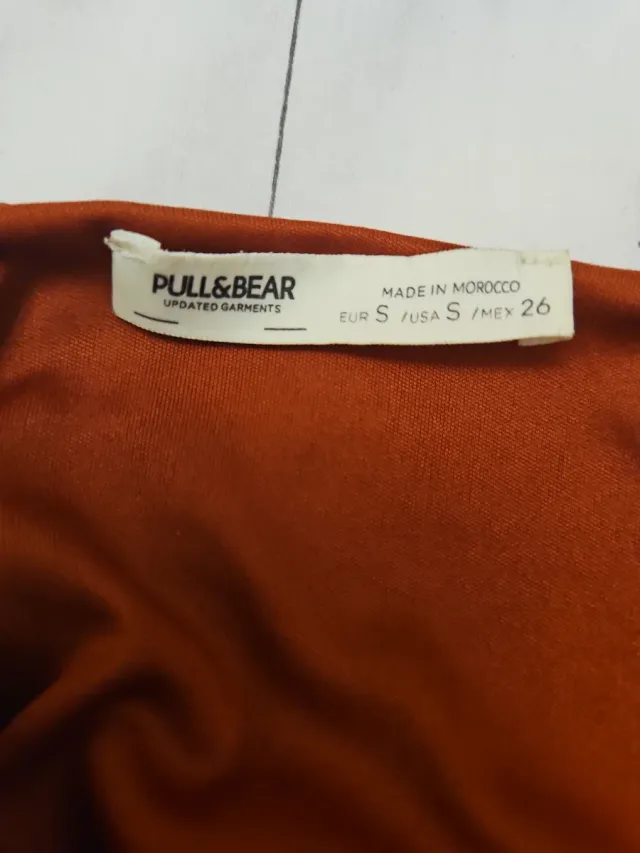 PULL&BEAR
UPDATED GARMENTS
MADE IN MOROCCO
EUR S /USA S /MEX 26